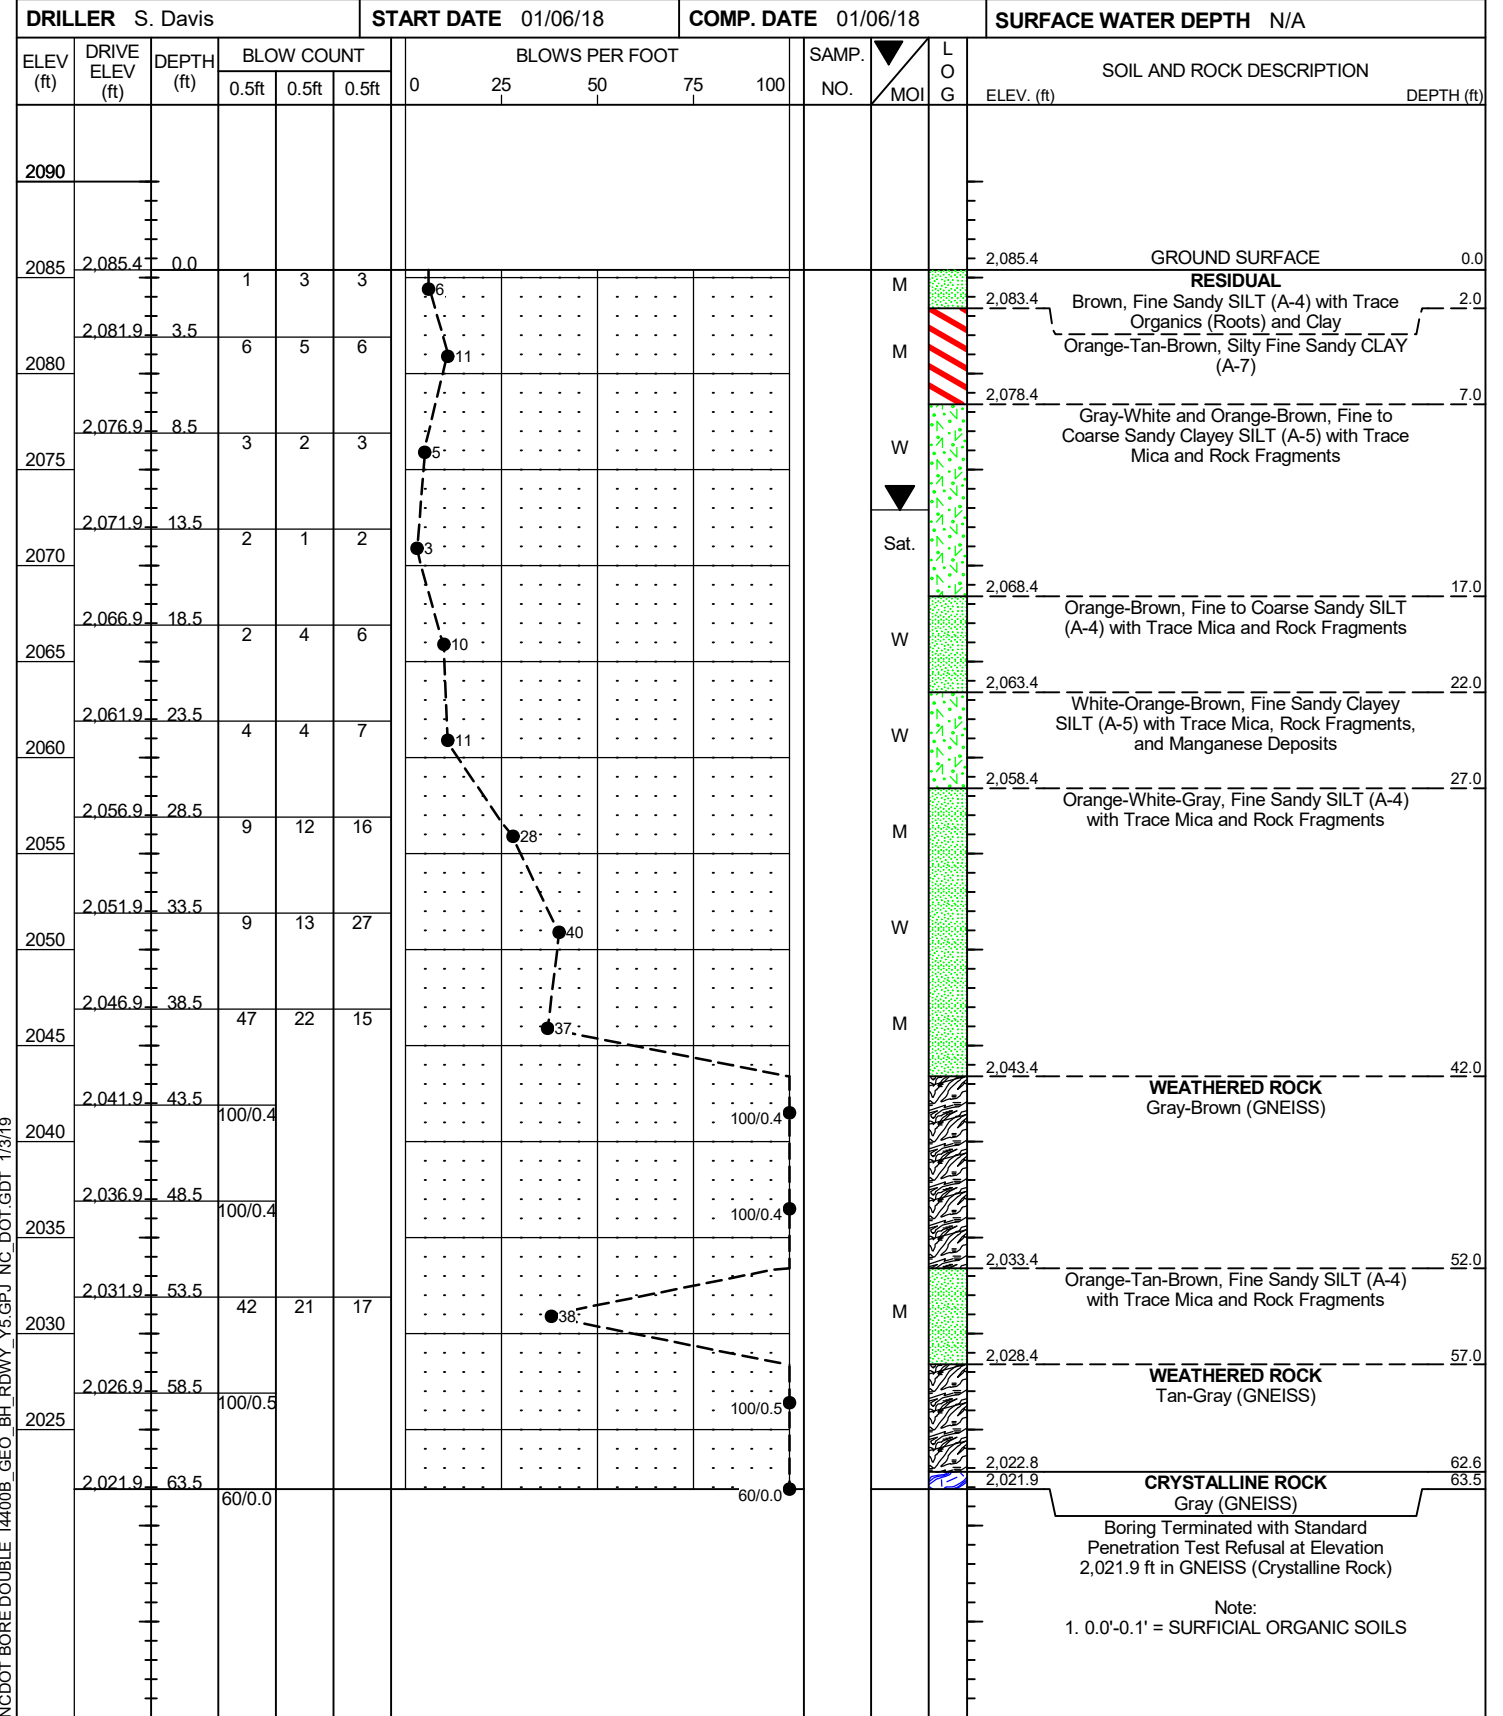 DRILLER S. Davis START DATE 01/06/18 COMP. DATE 01/06/18 SURFACE WATER DEPTH N/A
ELEV (ft) DRIVE ELEV (ft) DEPTH (ft) BLOW COUNT BLOWS PER FOOT SAMP. NO. MOI LOG SOIL AND ROCK DESCRIPTION
0.5ft 0.5ft 0.5ft 0 25 50 75 100 ELEV. (ft) DEPTH (ft)
2090
2,085.4 GROUND SURFACE 0.0
2085 2,085.4 0.0
1 3 3 6 M RESIDUAL
2,083.4 Brown, Fine Sandy SILT (A-4) with Trace 2.0
Organics (Roots) and Clay
2,081.9 3.5
6 5 6 11 M Orange-Tan-Brown, Silty Fine Sandy CLAY
2080 (A-7)
2,078.4 7.0
Gray-White and Orange-Brown, Fine to
2,076.9 8.5
3 2 3 5 W Coarse Sandy Clayey SILT (A-5) with Trace
2075 Mica and Rock Fragments
2,071.9 13.5
2 1 2 3 Sat.
2070
2,068.4 17.0
Orange-Brown, Fine to Coarse Sandy SILT
2,066.9 18.5
2 4 6 10 W (A-4) with Trace Mica and Rock Fragments
2065
2,063.4 22.0
White-Orange-Brown, Fine Sandy Clayey
2,061.9 23.5
4 4 7 11 W SILT (A-5) with Trace Mica, Rock Fragments,
and Manganese Deposits
2060
2,058.4 27.0
Orange-White-Gray, Fine Sandy SILT (A-4)
2,056.9 28.5
9 12 16 28 M with Trace Mica and Rock Fragments
2055
2,051.9 33.5
9 13 27 40 W
2050
2,046.9 38.5
47 22 15 37 M
2045
2,043.4 42.0
WEATHERED ROCK
2,041.9 43.5
100/0.4 100/0.4 Gray-Brown (GNEISS)
2040
2,036.9 48.5
100/0.4 100/0.4
2035
2,033.4 52.0
Orange-Tan-Brown, Fine Sandy SILT (A-4)
2,031.9 53.5
42 21 17 38 M with Trace Mica and Rock Fragments
2030
2,028.4 57.0
WEATHERED ROCK
2,026.9 58.5
100/0.5 100/0.5 Tan-Gray (GNEISS)
2025
2,022.8 62.6
2,021.9 63.5 2,021.9 CRYSTALLINE ROCK 63.5
60/0.0 60/0.0 Gray (GNEISS)
Boring Terminated with Standard
Penetration Test Refusal at Elevation
2,021.9 ft in GNEISS (Crystalline Rock)
Note:
1. 0.0'-0.1' = SURFICIAL ORGANIC SOILS
NCDOT BORE DOUBLE I4400B_GEO_BH_RDWY_Y5.GPJ NC_DOT.GDT 1/3/19